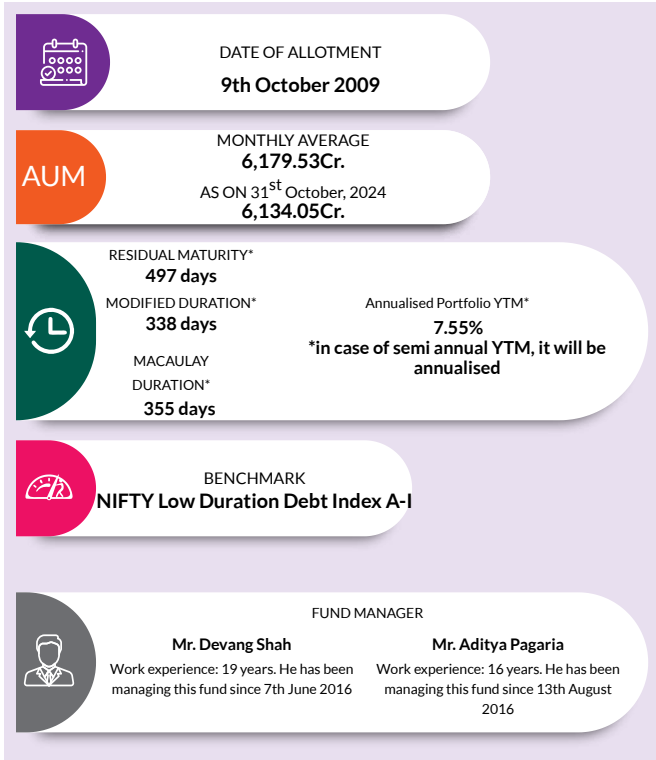 DATE OF ALLOTMENT
9th October 2009
AUM
MONTHLY AVERAGE
6,179.53Cr.
AS ON 31st October, 2024
6,134.05Cr.
RESIDUAL MATURITY*
497 days
MODIFIED DURATION*
338 days
MACAULAY
DURATION*
355 days
Annualised Portfolio YTM*
7.55%
*in case of semi annual YTM, it will be
annualised
BENCHMARK
NIFTY Low Duration Debt Index A-I
FUND MANAGER
Mr. Devang Shah
Work experience: 19 years. He has been
managing this fund since 7th June 2016
Mr. Aditya Pagaria
Work experience: 16 years. He has been
managing this fund since 13th August
2016